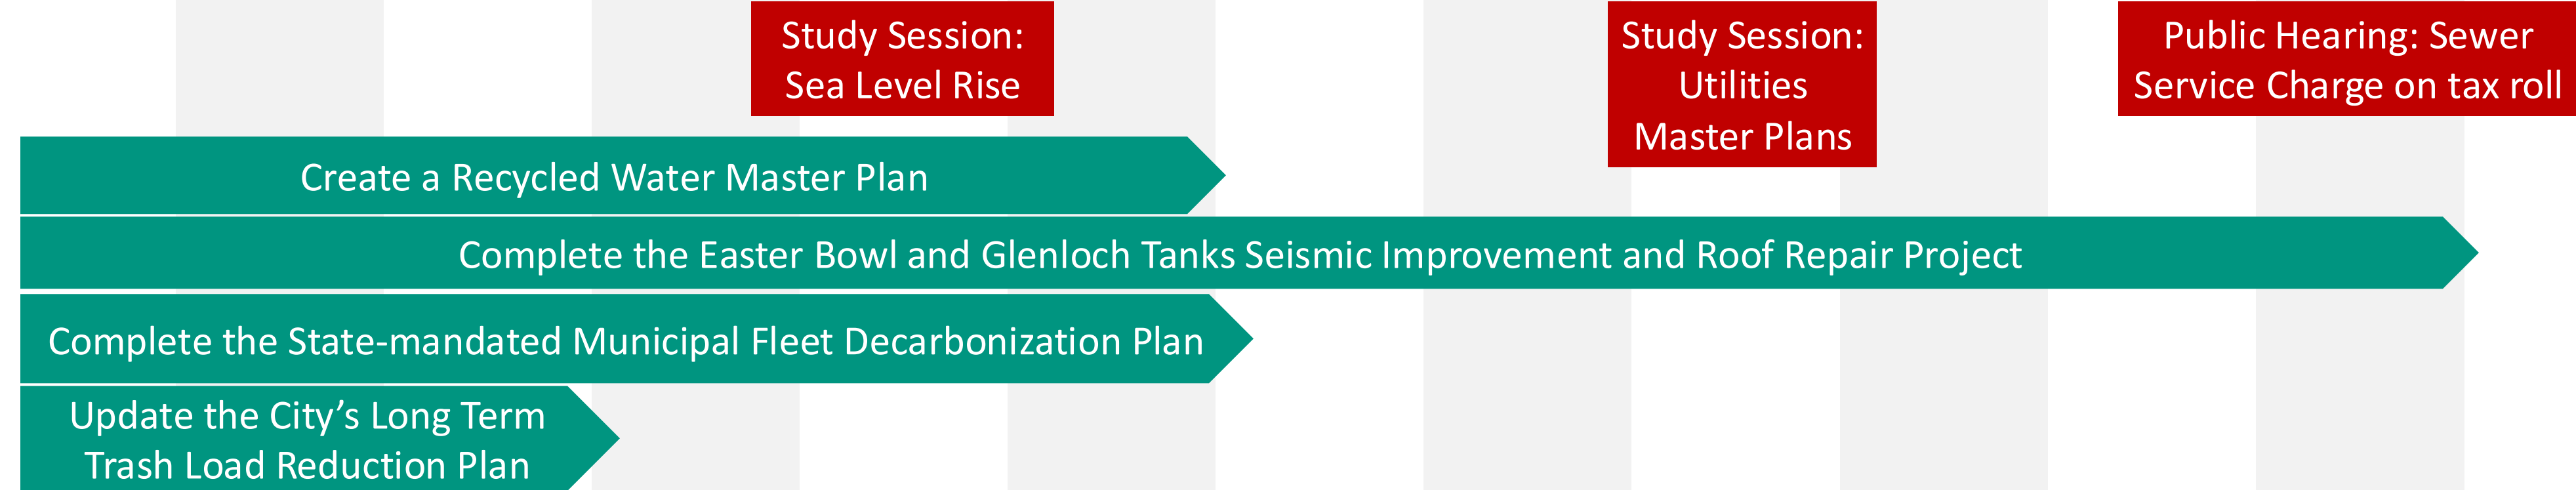 Study Session:
Sea Level Rise
Study Session:
Utilities
Master Plans
Public Hearing: Sewer
Service Charge on tax roll
Create a Recycled Water Master Plan
Complete the Easter Bowl and Glenloch Tanks Seismic Improvement and Roof Repair Project
Complete the State-mandated Municipal Fleet Decarbonization Plan
Update the City’s Long Term
Trash Load Reduction Plan